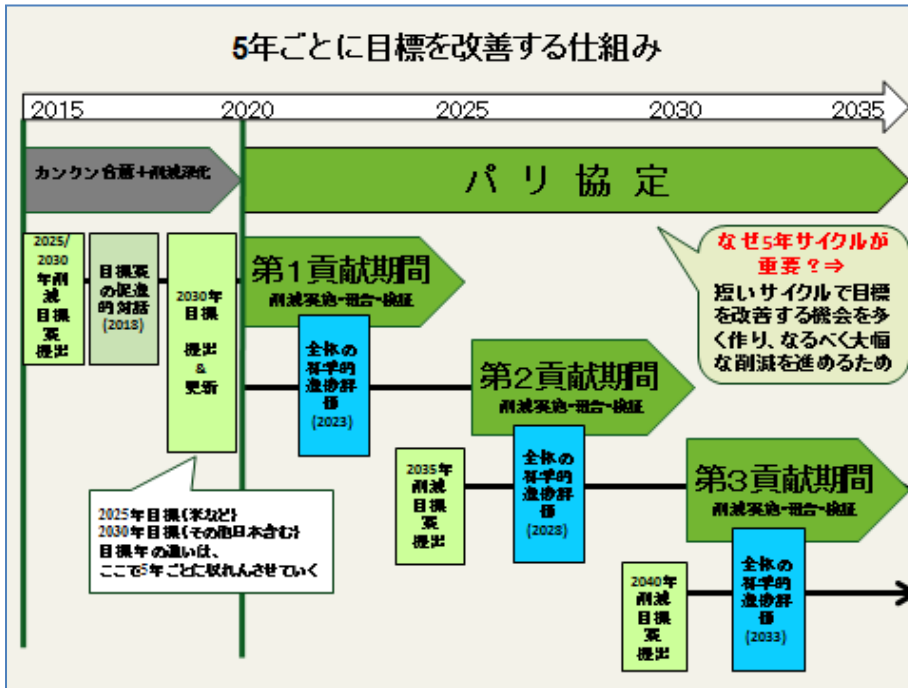 5年ごとに目標を改善する仕組み
2015
2020
2025
2030
2035
カンクン合意+削減深化
パリ協定
2025/
2030
年削
減
目標
案
提出
目標案
の促進
的対話
(2018)
2030年
目標
提出
&
更新
第1貢献期間
削減実施-報告-検証
全体の
科学的
進捗評
価
(2023)
なぜ5年サイクルが
重要?⇒
短いサイクルで目標
を改善する機会を多
く作り、なるべく大幅
な削減を進めるため
第2貢献期間
削減実施-報告-検証
2035年
削減
目標
案
提出
全体の
科学的
進捗評
価
(2028)
第3貢献期間
削減実施-報告-検証
2025年目標(米など)
2030年目標(その他日本含む)
目標年の違いは、
ここで5年ごとに収れんさせていく
2040年
削減
目標
案
提出
全体の
科学的
進捗評
価
(2033)